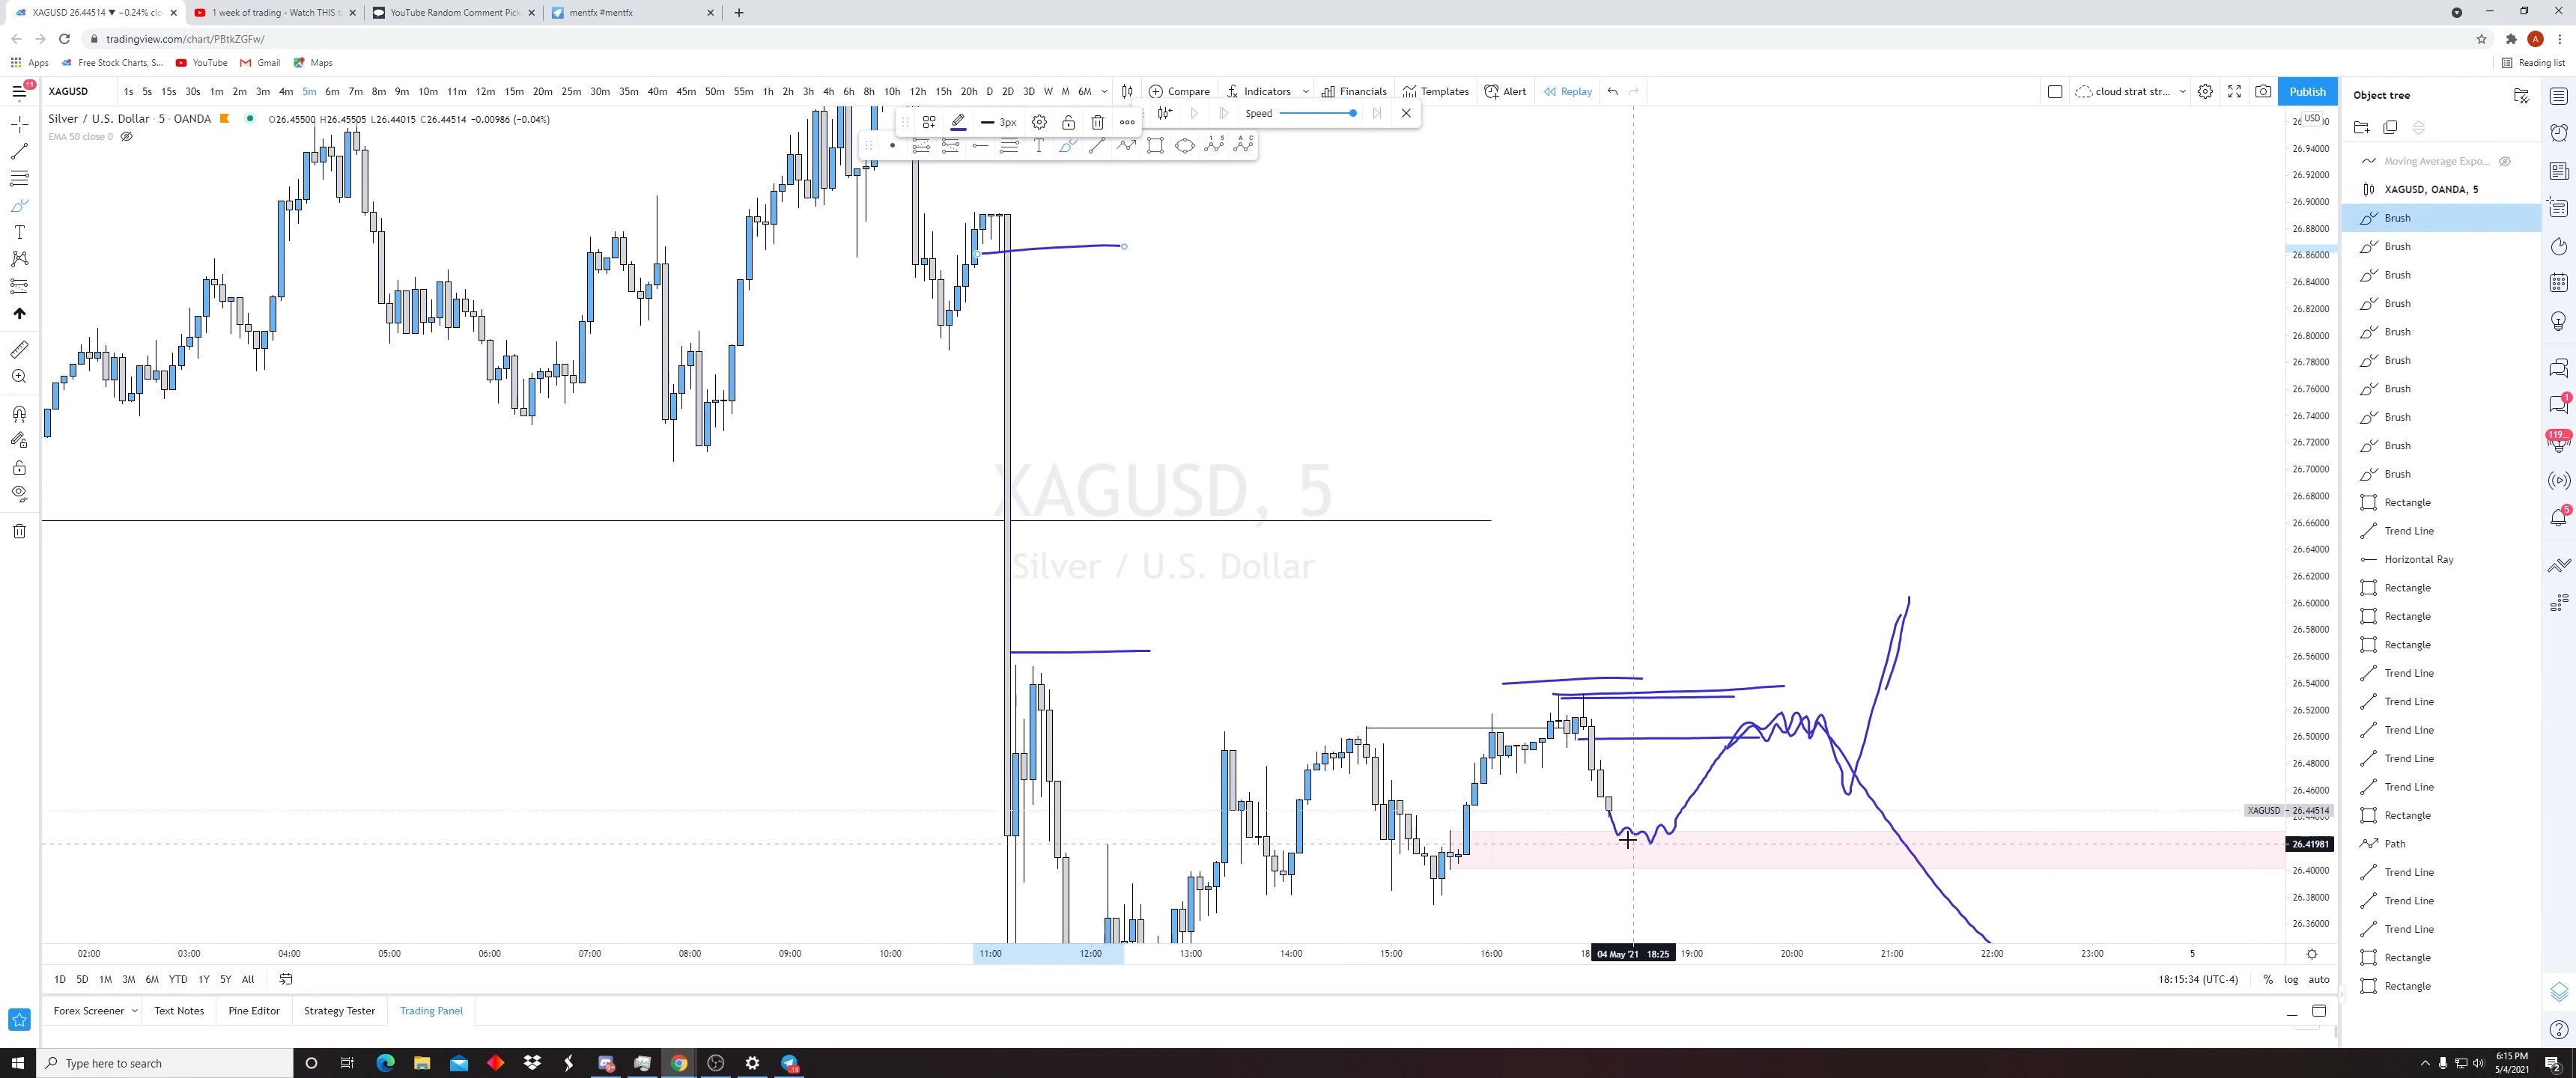 XAGUSD 26.44514 ▼ −0.24% clo
1 week of trading - Watch THIS t
YouTube Random Comment Pick
mentfx #mentfx
tradingview.com/chart/PBtkZGFw/
A
Apps
Free Stock Charts, S...
YouTube
Gmail
Maps
Reading list
11
XAGUSD
1s 5s 15s 30s 1m 2m 3m 4m 5m 6m 7m 8m 9m 10m 11m 12m 15m 20m 25m 30m 35m 40m 45m 50m 55m 1h 2h 3h 4h 6h 8h 10h 12h 15h 20h D 2D 3D W M 6M
Compare
Indicators
Financials
Templates
Alert
Replay
cloud strat str...
Publish
Object tree
Silver / U.S. Dollar · 5 · OANDA
O26.45500 H26.45505 L26.44015 C26.44514 −0.00986 (−0.04%)
EMA 50 close 0
3px
Speed
USD
26.94000
26.92000
26.90000
26.88000
26.86000
26.84000
26.82000
26.80000
26.78000
26.76000
26.74000
26.72000
26.70000
26.68000
26.66000
26.64000
26.62000
26.60000
26.58000
26.56000
26.54000
26.52000
26.50000
26.48000
26.46000
XAGUSD
26.44514
26.41981
26.40000
26.38000
26.36000
XAGUSD, 5
Silver / U.S. Dollar
Moving Average Expo...
XAGUSD, OANDA, 5
Brush
Brush
Brush
Brush
Brush
Brush
Brush
Brush
Brush
Brush
Rectangle
Trend Line
Horizontal Ray
Rectangle
Rectangle
Rectangle
Trend Line
Trend Line
Trend Line
Trend Line
Trend Line
Rectangle
Path
Trend Line
Trend Line
Trend Line
Rectangle
Rectangle
1
119...
5
02:00 03:00 04:00 05:00 06:00 07:00 08:00 09:00 10:00 11:00 12:00 13:00 14:00 15:00 16:00 18 04 May '21 18:25 19:00 20:00 21:00 22:00 23:00 5
1D 5D 1M 3M 6M YTD 1Y 5Y All
18:15:34 (UTC-4)
% log auto
Forex Screener
Text Notes
Pine Editor
Strategy Tester
Trading Panel
Type here to search
6:15 PM
5/4/2021
2